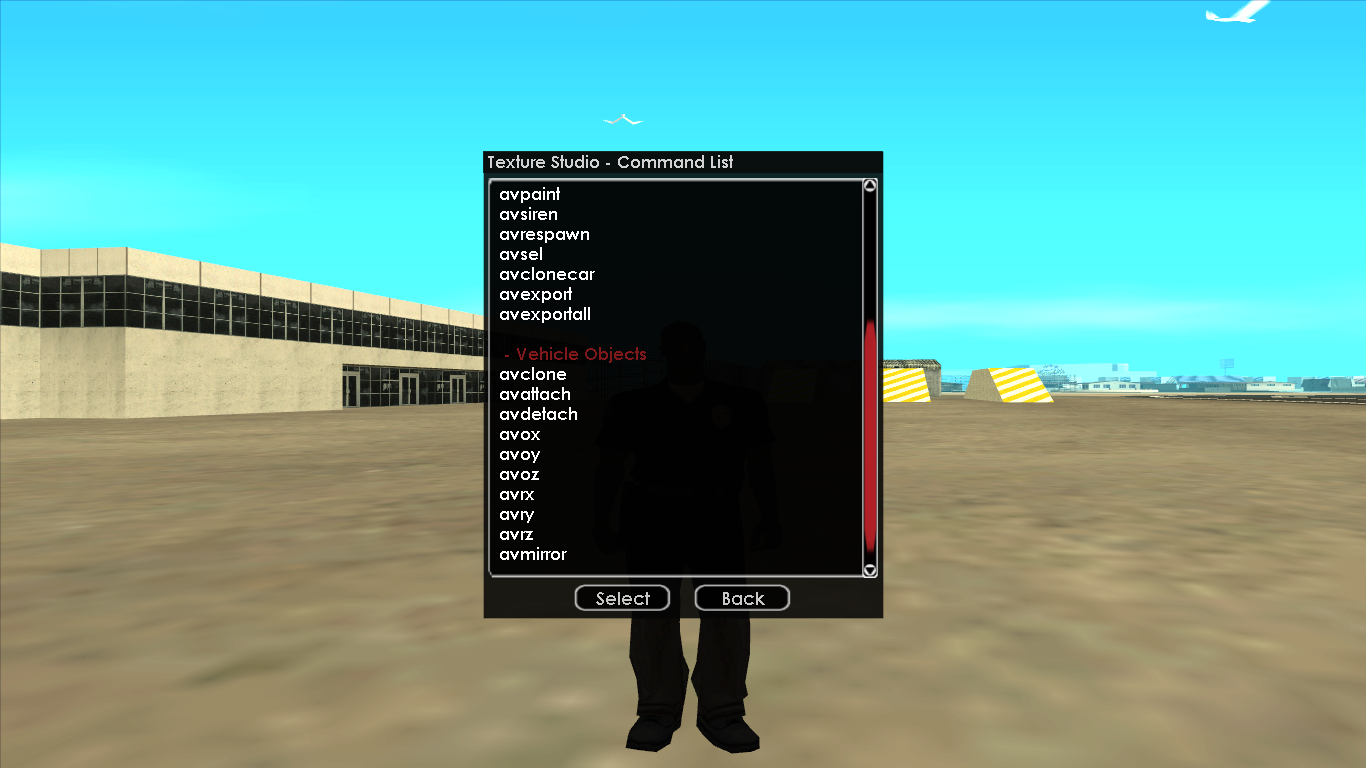 Texture Studio - Command List
avpaint
avsiren
avrespawn
avsel
avclonecar
avexport
avexportall
- Vehicle Objects
avclone
avattach
avdetach
avox
avoy
avoz
avrx
avry
avrz
avmirror
Select Back